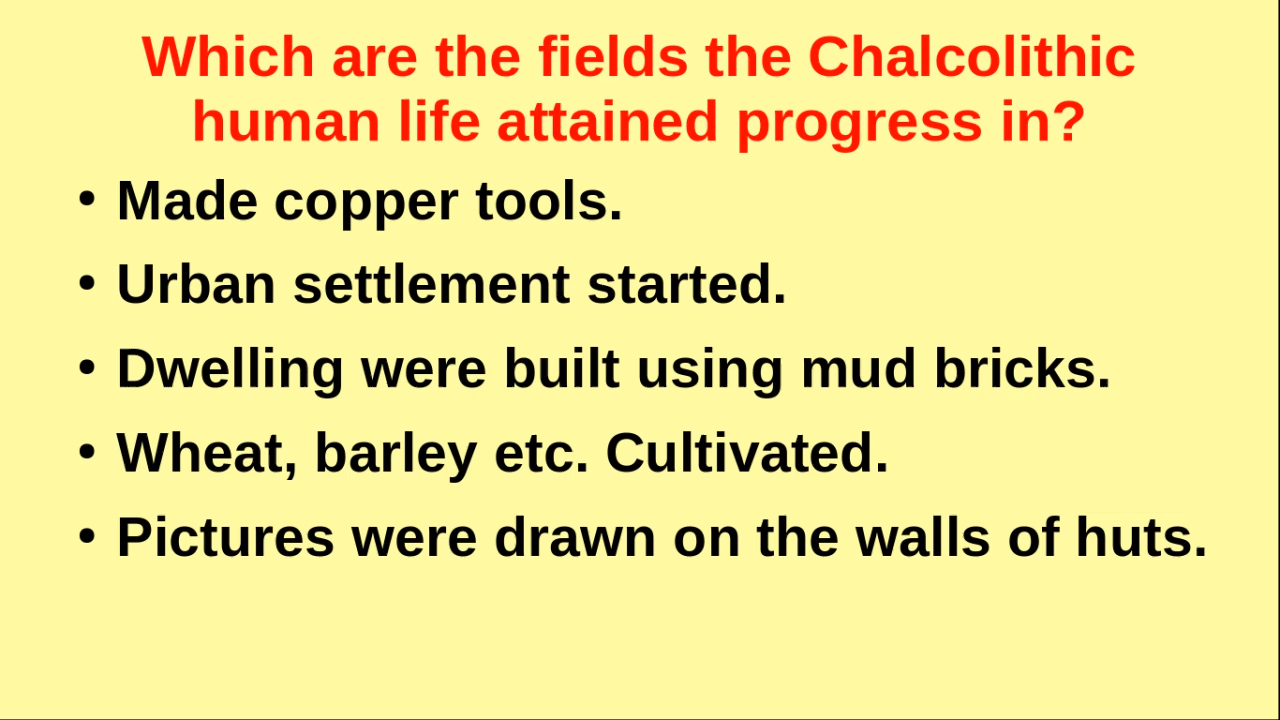 Which are the fields the Chalcolithic
human life attained progress in?
• Made copper tools.
• Urban settlement started.
• Dwelling were built using mud bricks.
• Wheat, barley etc. Cultivated.
• Pictures were drawn on the walls of huts.